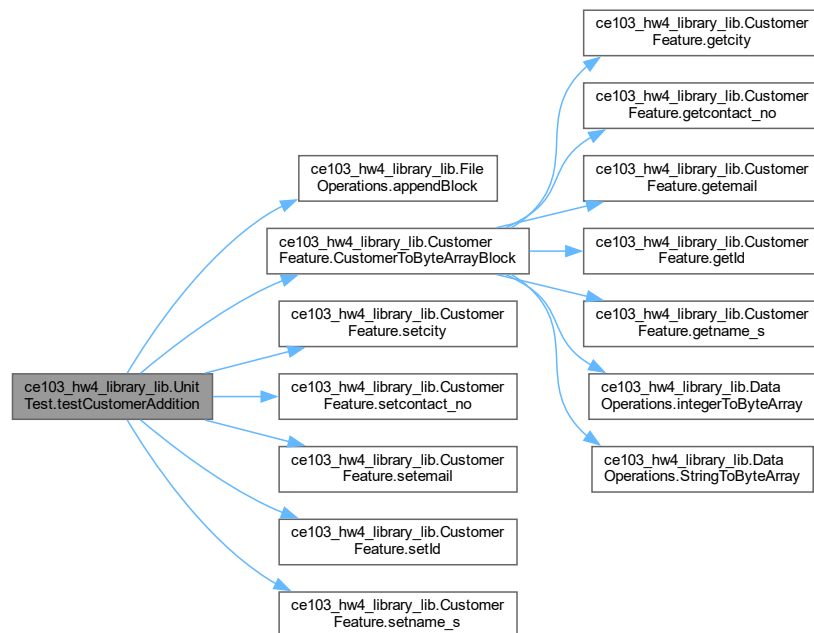 ce103_hw4_library_lib.Unit
Test.testCustomerAddition
ce103_hw4_library_lib.File
Operations.appendBlock
ce103_hw4_library_lib.Customer
Feature.CustomerToByteArrayBlock
ce103_hw4_library_lib.Customer
Feature.setcity
ce103_hw4_library_lib.Customer
Feature.setcontact_no
ce103_hw4_library_lib.Customer
Feature.setemail
ce103_hw4_library_lib.Customer
Feature.setId
ce103_hw4_library_lib.Customer
Feature.setname_s
ce103_hw4_library_lib.Customer
Feature.getcity
ce103_hw4_library_lib.Customer
Feature.getcontact_no
ce103_hw4_library_lib.Customer
Feature.getemail
ce103_hw4_library_lib.Customer
Feature.getId
ce103_hw4_library_lib.Customer
Feature.getname_s
ce103_hw4_library_lib.Data
Operations.integerToByteArray
ce103_hw4_library_lib.Data
Operations.StringToByteArray